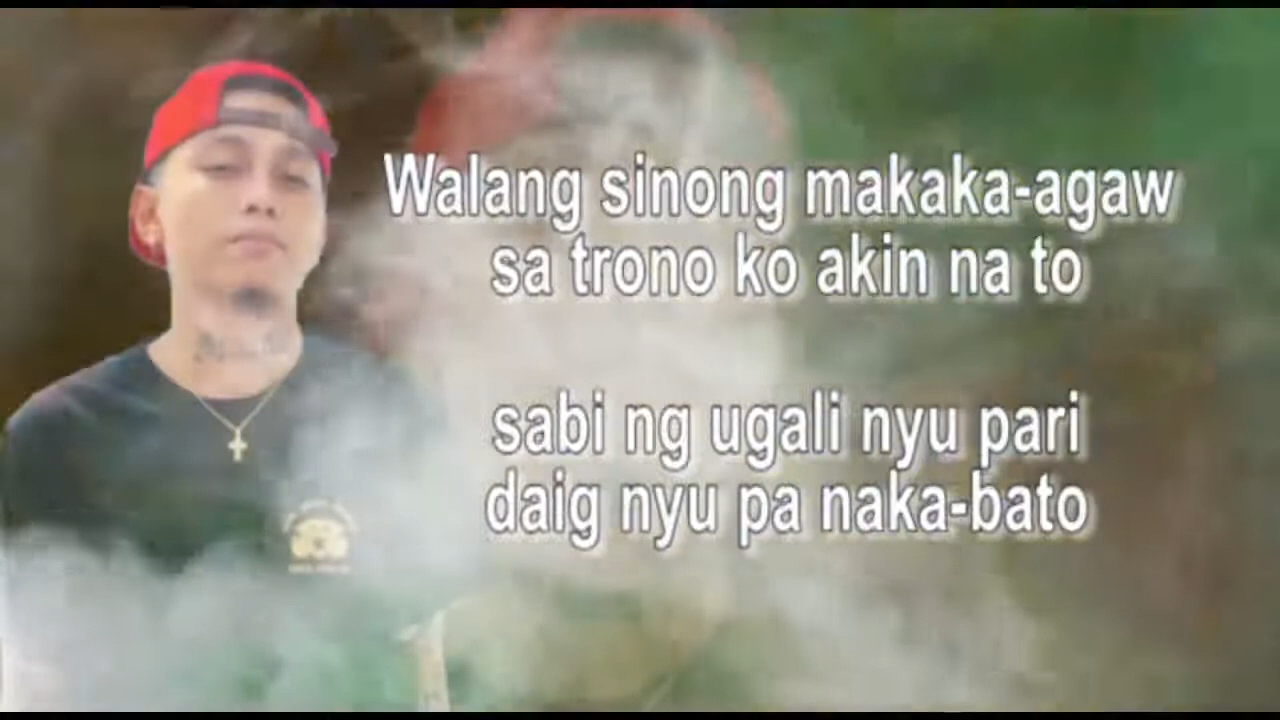 Walang sinong makaka-agaw
sa trono ko akin na to
sabi ng ugali nyu pari
daig nyu pa naka-bato